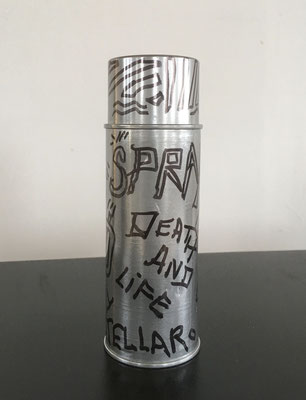 SPRA
DEATH
AND
LIFE
TELLAR